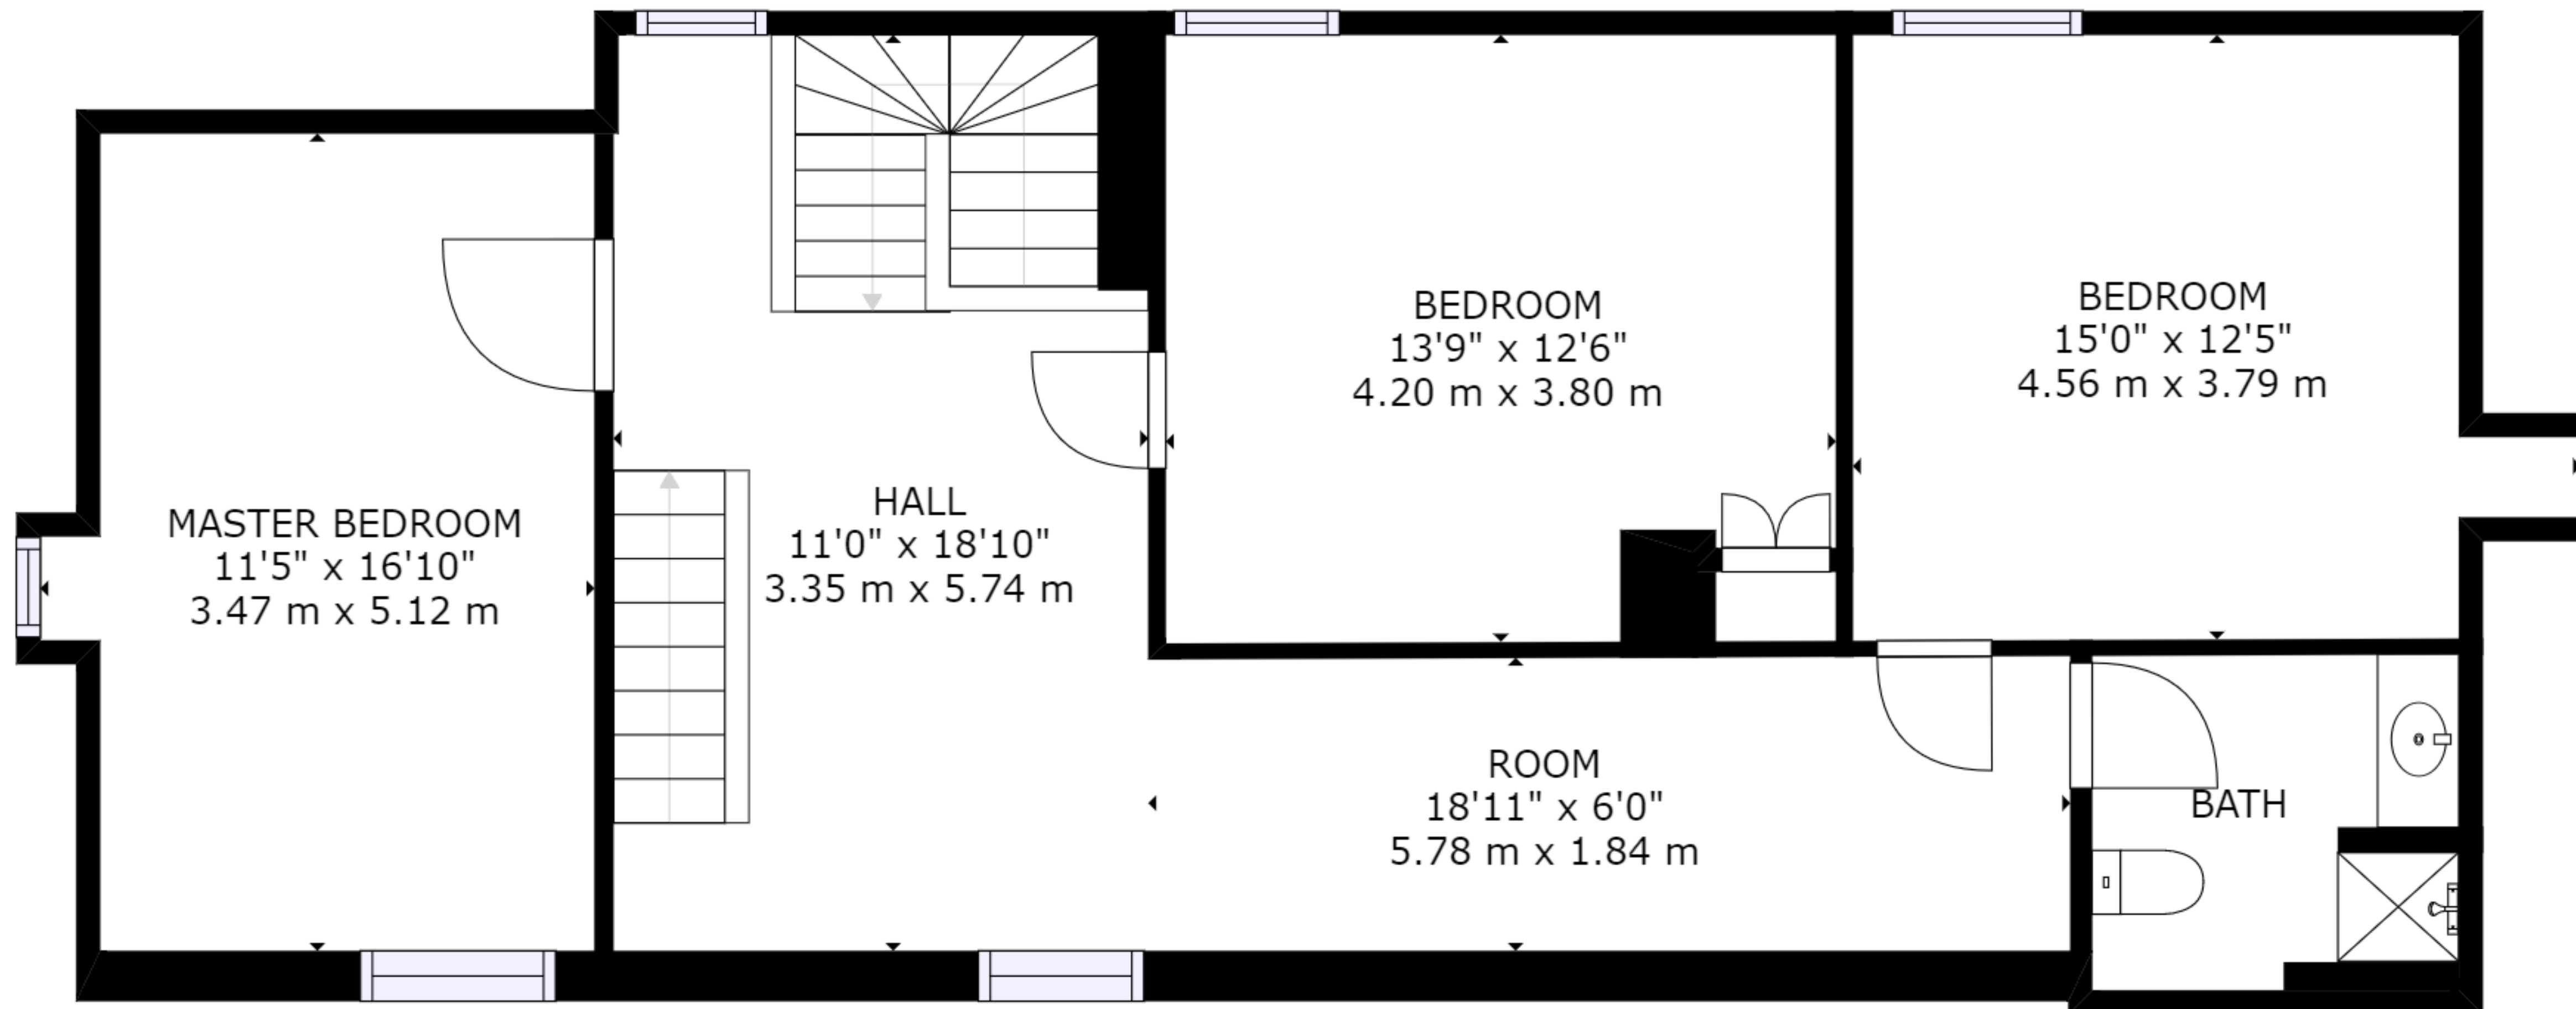 MASTER BEDROOM
11'5" x 16'10"
3.47 m x 5.12 m
HALL
11'0" x 18'10"
3.35 m x 5.74 m
BEDROOM
13'9" x 12'6"
4.20 m x 3.80 m
BEDROOM
15'0" x 12'5"
4.56 m x 3.79 m
ROOM
18'11" x 6'0"
5.78 m x 1.84 m
BATH